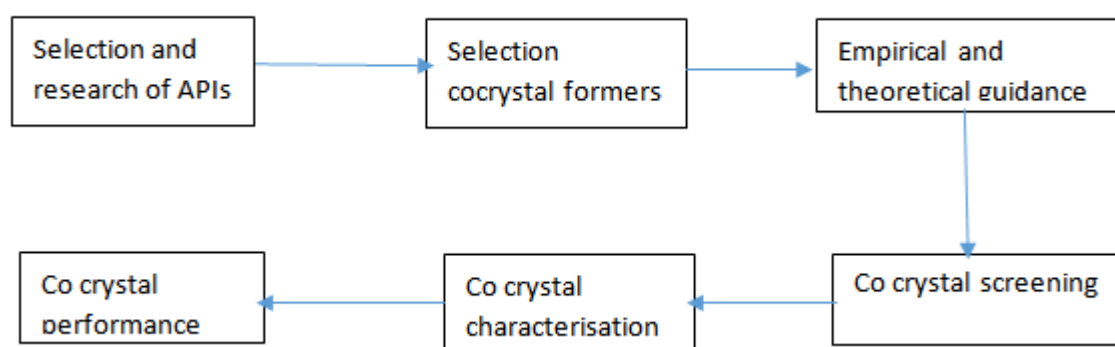 Selection and
research of APIs
Selection
cocrystal formers
Empirical and
theoretical guidance
Co crystal screening
Co crystal
characterisation
Co crystal
performance